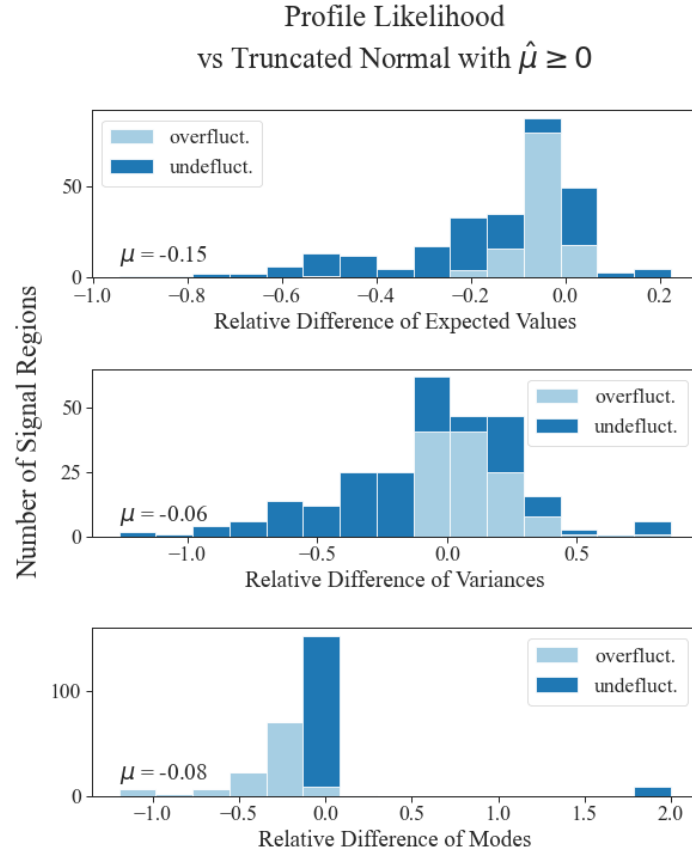 Profile Likelihood
vs Truncated Normal with μ̂ ≥ 0
Number of Signal Regions
overfluct.
undefluct.
50
0
μ = -0.15
−1.0 −0.8 −0.6 −0.4 −0.2 0.0 0.2
Relative Difference of Expected Values
overfluct.
undefluct.
50
25
0
μ = -0.06
−1.0 −0.5 0.0 0.5
Relative Difference of Variances
overfluct.
undefluct.
100
0
μ = -0.08
−1.0 −0.5 0.0 0.5 1.0 1.5 2.0
Relative Difference of Modes